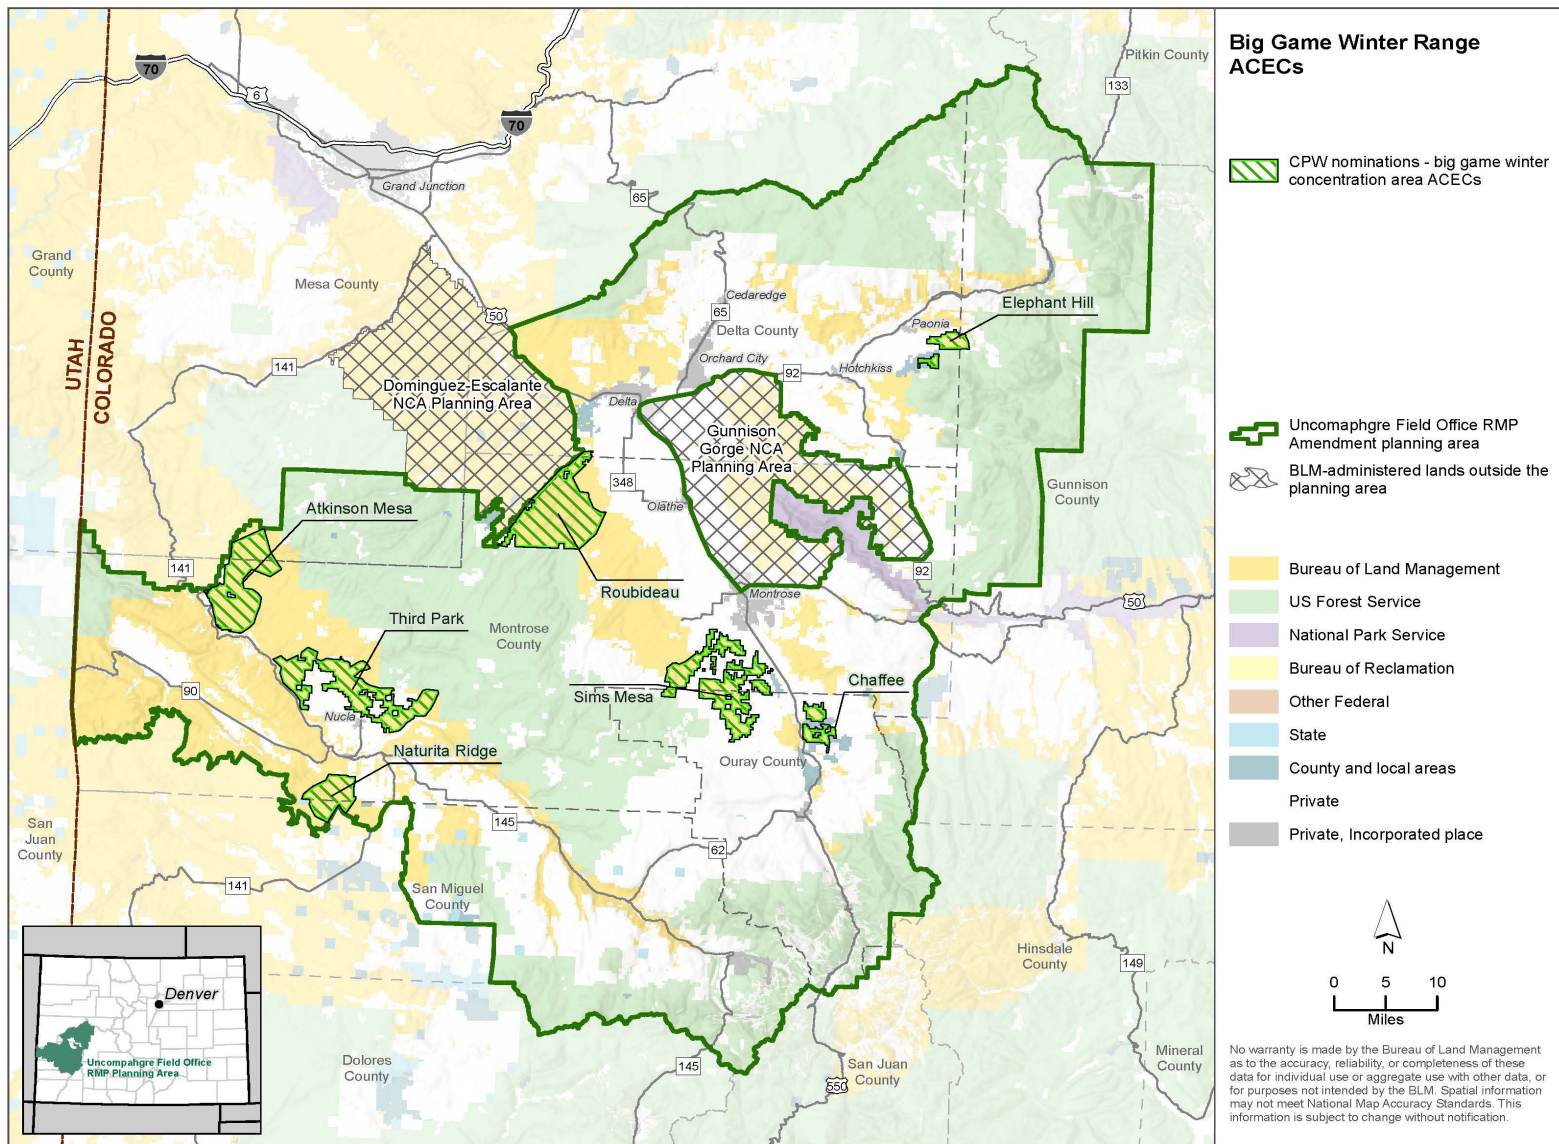 Big Game Winter Range
ACECs
CPW nominations - big game winter
concentration area ACECs
Uncomaphgre Field Office RMP
Amendment planning area
BLM-administered lands outside the
planning area
Bureau of Land Management
US Forest Service
National Park Service
Bureau of Reclamation
Other Federal
State
County and local areas
Private
Private, Incorporated place
N
0 5 10
Miles
No warranty is made by the Bureau of Land Management
as to the accuracy, reliability, or completeness of these
data for individual use or aggregate use with other data, or
for purposes not intended by the BLM. Spatial information
may not meet National Map Accuracy Standards. This
information is subject to change without notification.
Pitkin County
133
70
6
70
Grand Junction
65
Grand
County
Mesa County
50
Cedaredge
65
Delta County
Elephant Hill
Paonia
UTAH
COLORADO
141
Orchard City
92
Hotchkiss
Dominguez-Escalante
NCA Planning Area
Delta
Gunnison
Gorge NCA
Planning Area
348
Olathe
Gunnison
County
Atkinson Mesa
141
92
50
Roubideau
Montrose
Third Park
Montrose
County
90
Sims Mesa
Chaffee
Nucla
Naturita Ridge
Ouray County
San
Juan
County
145
62
141
San Miguel
County
Hinsdale
County
149
Dolores
County
145
550
San Juan
County
Mineral
County
Denver
Uncompahgre Field Office
RMP Planning Area